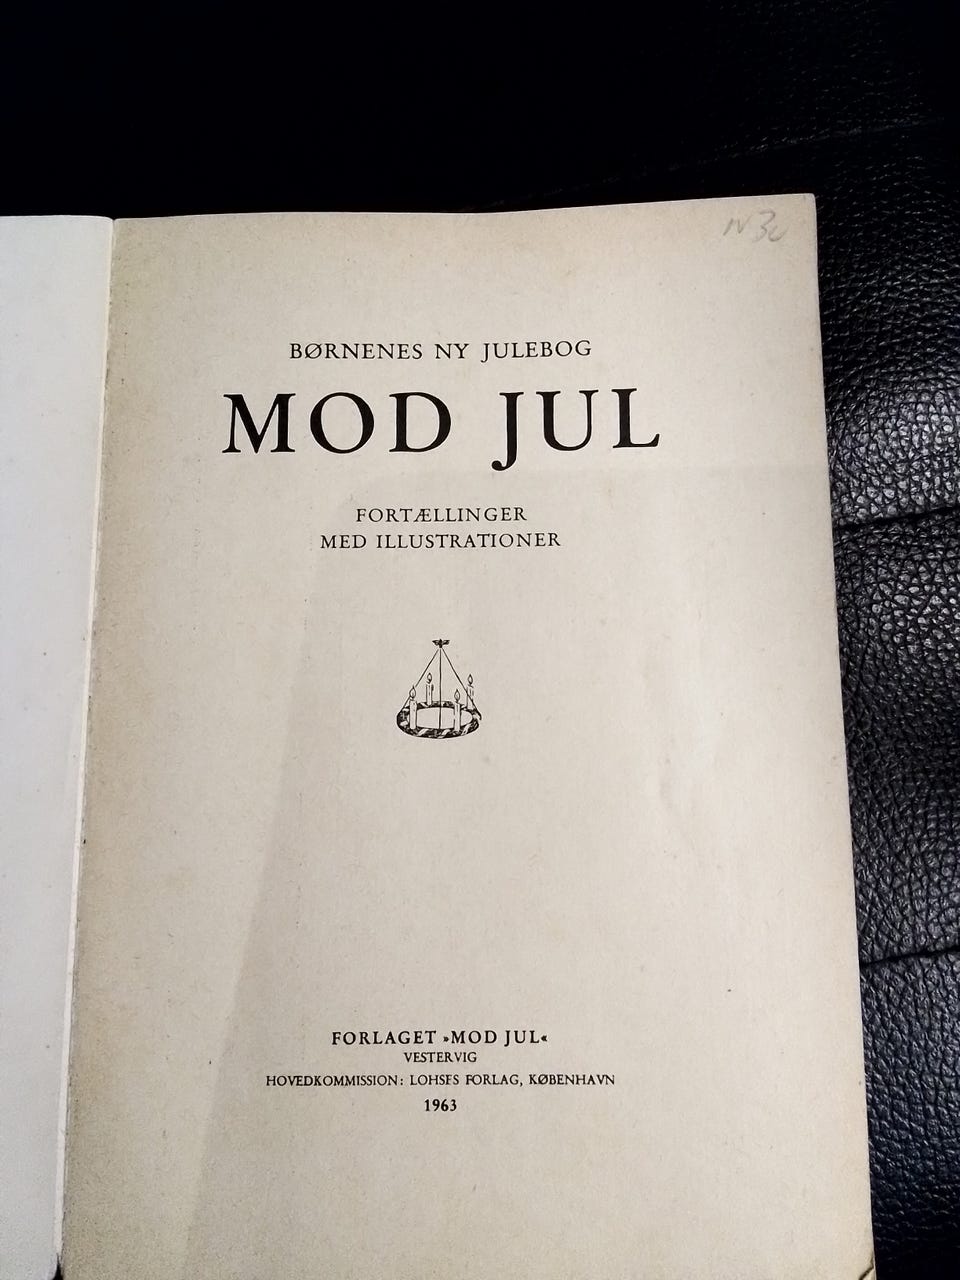 BØRNENES NY JULEBOG
MOD JUL
FORTÆLLINGER
MED ILLUSTRATIONER
FORLAGET »MOD JUL«
VESTERVIG
HOVEDKOMMISSION: LOHSES FORLAG, KØBENHAVN
1963